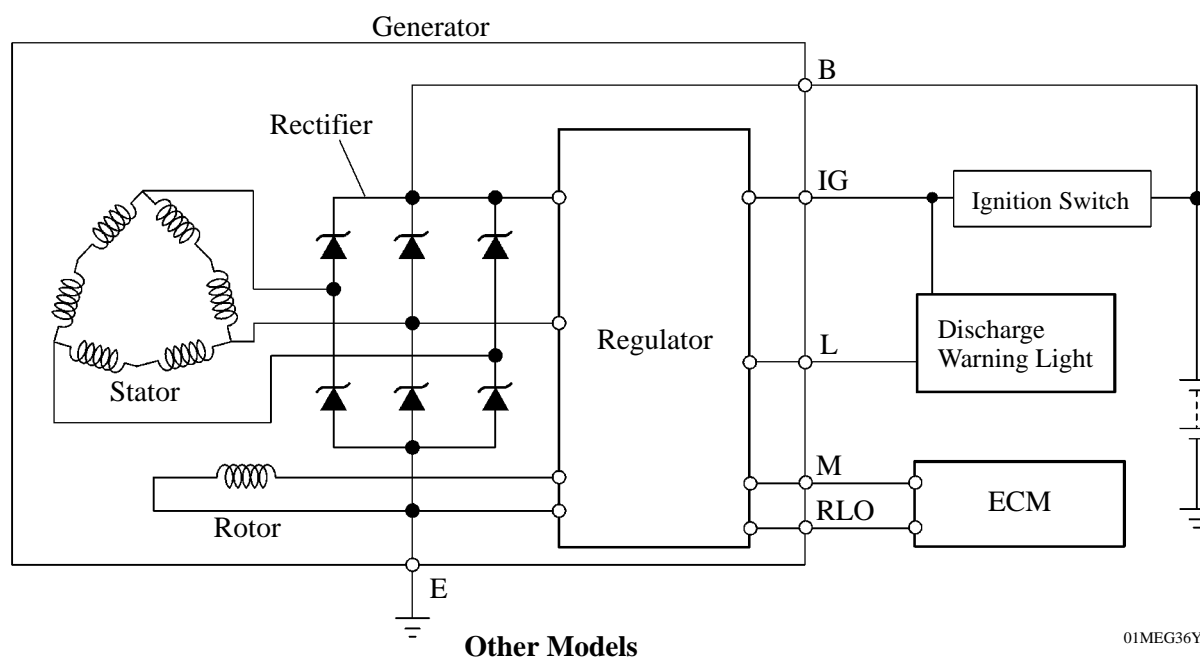 Generator
B
Rectifier
IG
Ignition Switch
Regulator
L
Discharge
Warning Light
Stator
M
ECM
RLO
Rotor
E
Other Models
01MEG36Y